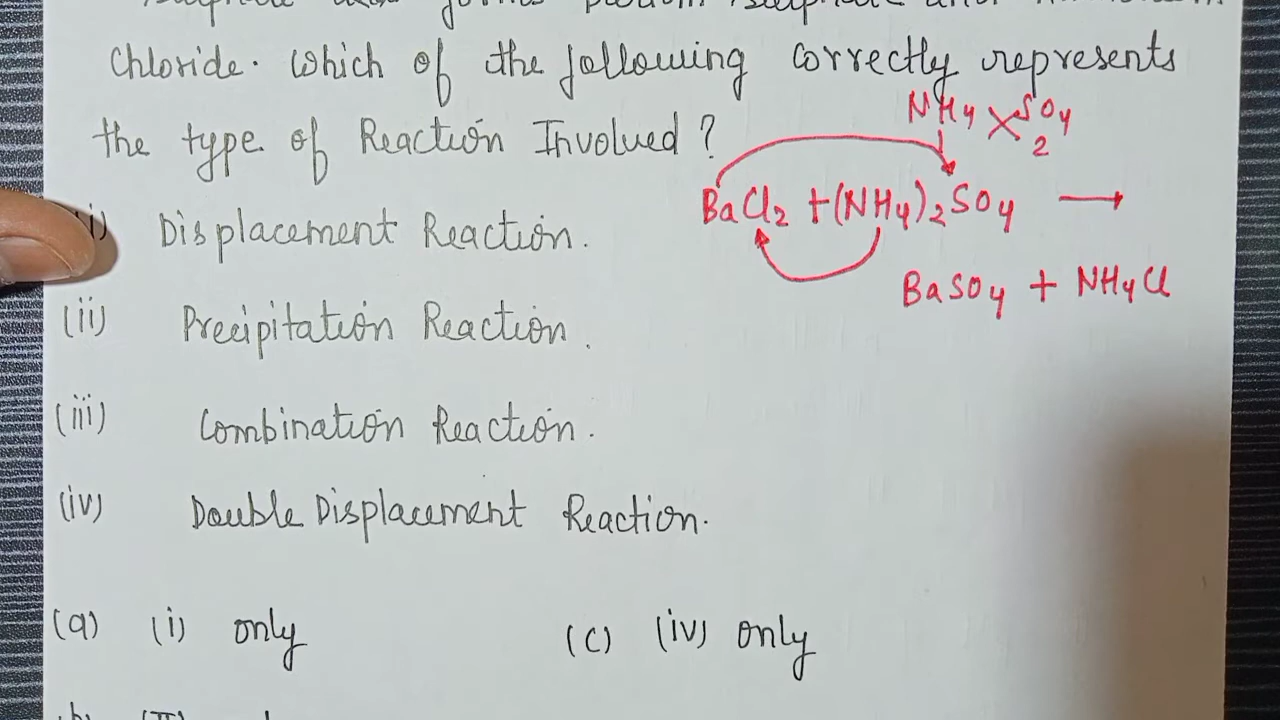 Chloride. Which of the following correctly represents
the type of Reaction Involved?
NH4 SO4
2
BaCl2 + (NH4)2SO4 →
BaSO4 + NH4Cl
i) Displacement Reaction.
(ii) Precipitation Reaction.
(iii) Combination Reaction.
(iv) Double Displacement Reaction.
(a) (i) only (C) (iv) only